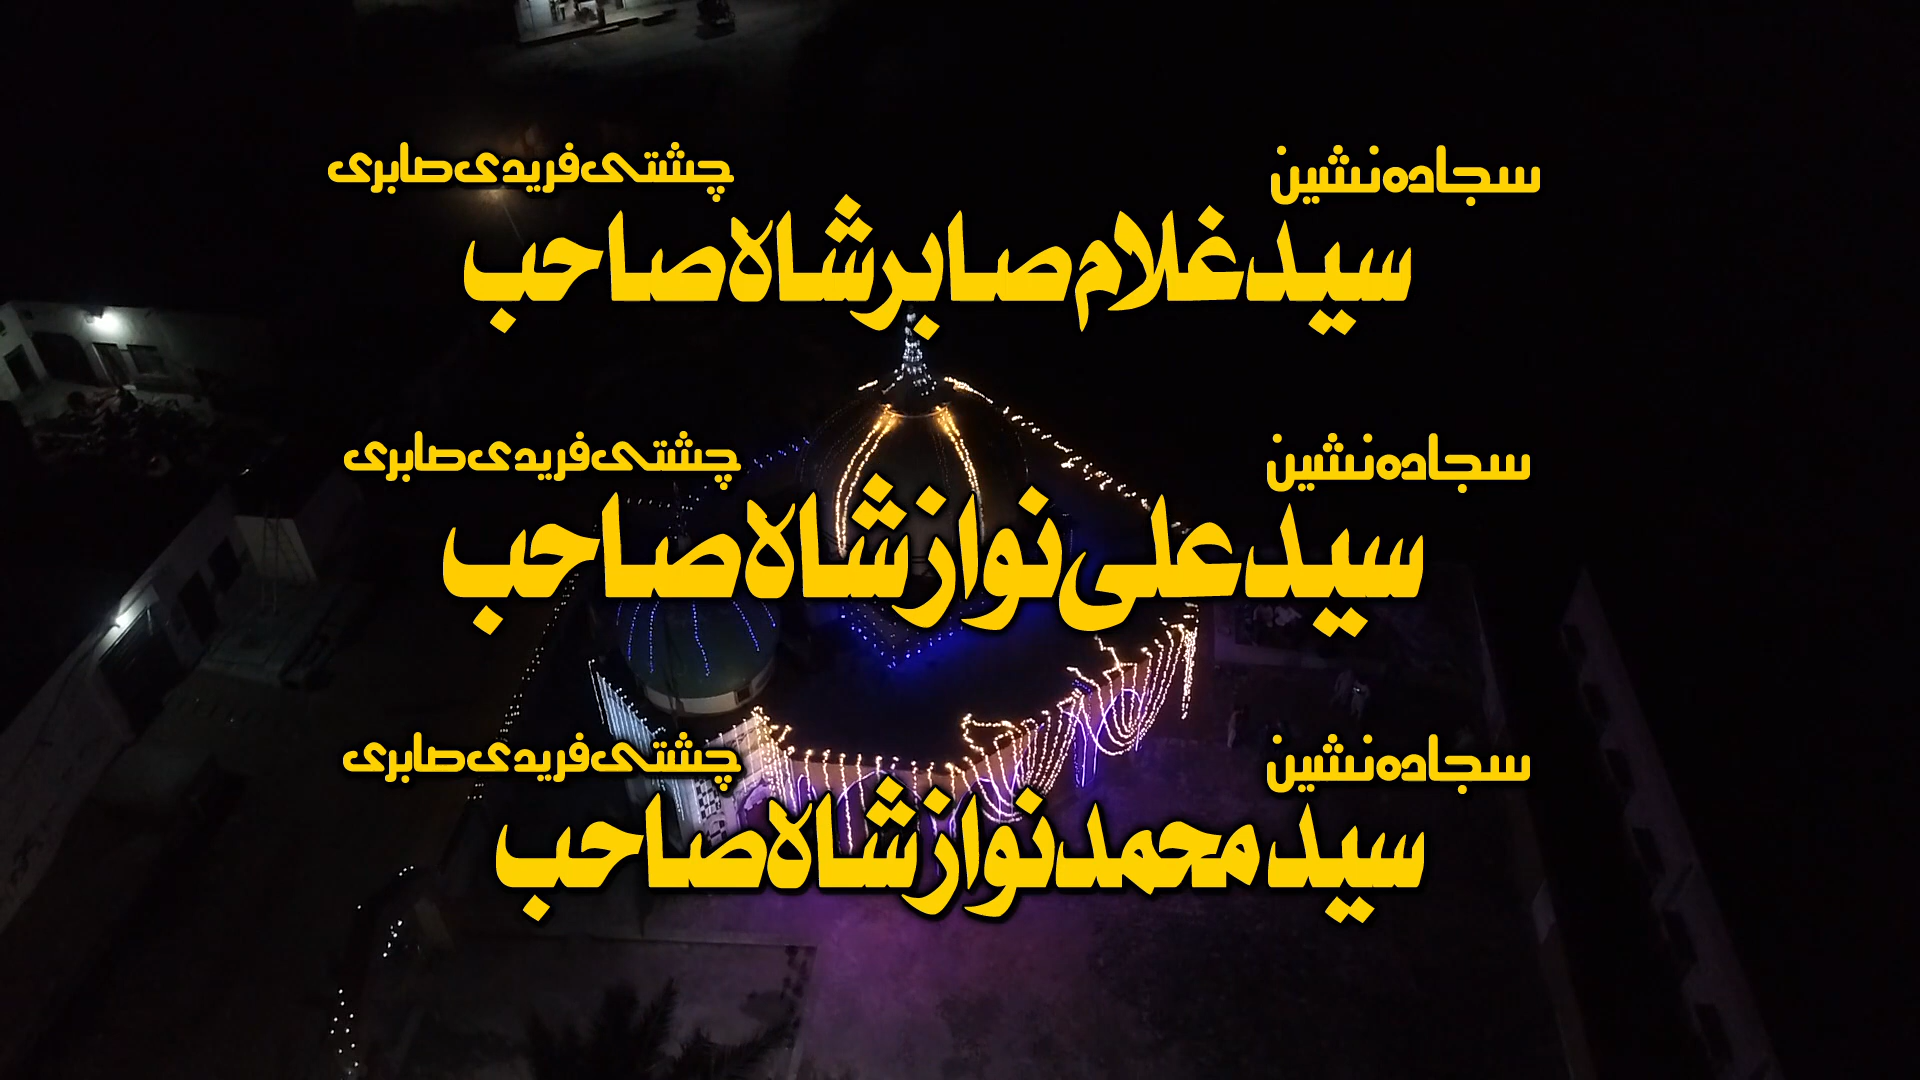 سجادہ نشین
چشتی فریدی صابری
سید غلام صابر شاہ صاحب
سجادہ نشین
چشتی فریدی صابری
سید علی نواز شاہ صاحب
سجادہ نشین
چشتی فریدی صابری
سید محمد نواز شاہ صاحب